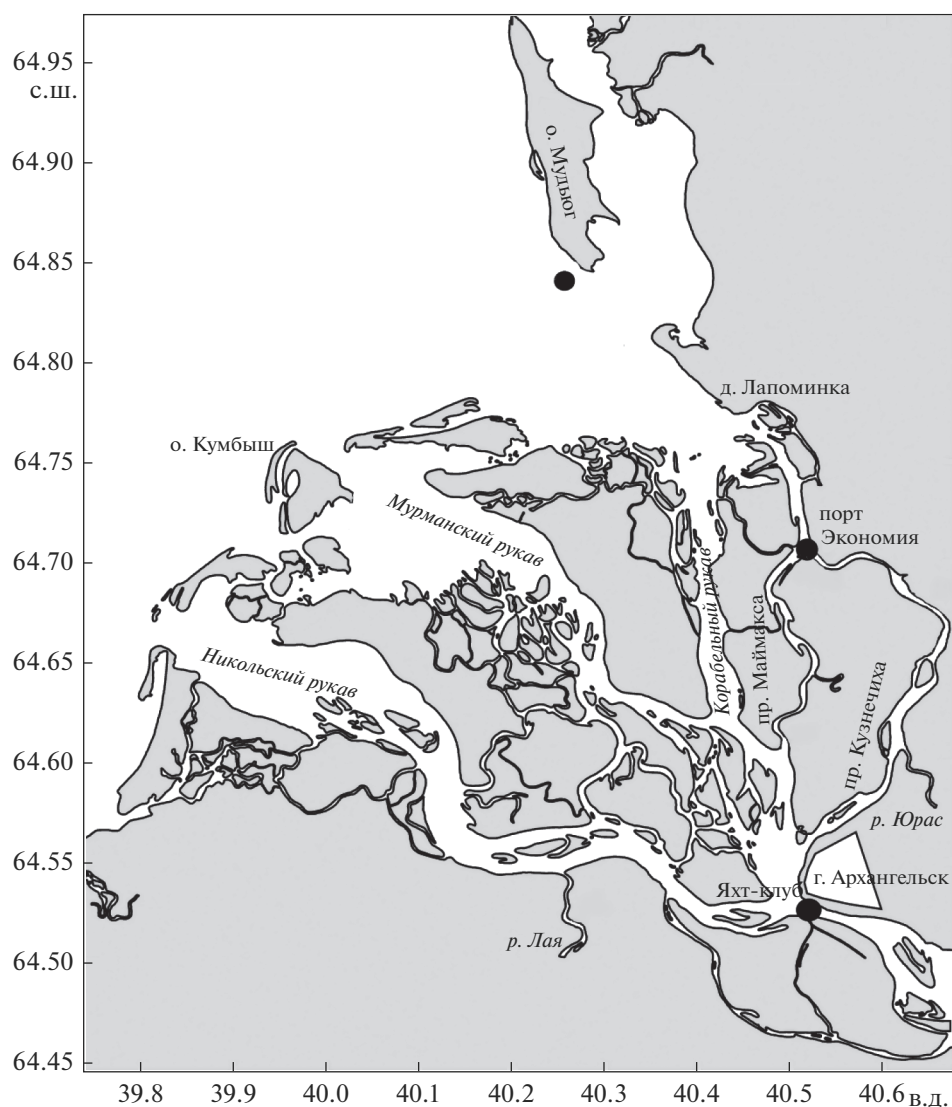 64.95
с.ш.
64.90
64.85
64.80
64.75
64.70
64.65
64.60
64.55
64.50
64.45
о. Мудьюг
д. Лапоминка
о. Кумбыш
Мурманский рукав
порт
Экономия
Корабельный рукав
пр. Маймакса
Никольский рукав
пр. Кузнечиха
р. Юрас
Яхт-клуб
г. Архангельск
р. Лая
39.8 39.9 40.0 40.1 40.2 40.3 40.4 40.5 40.6 в.д.